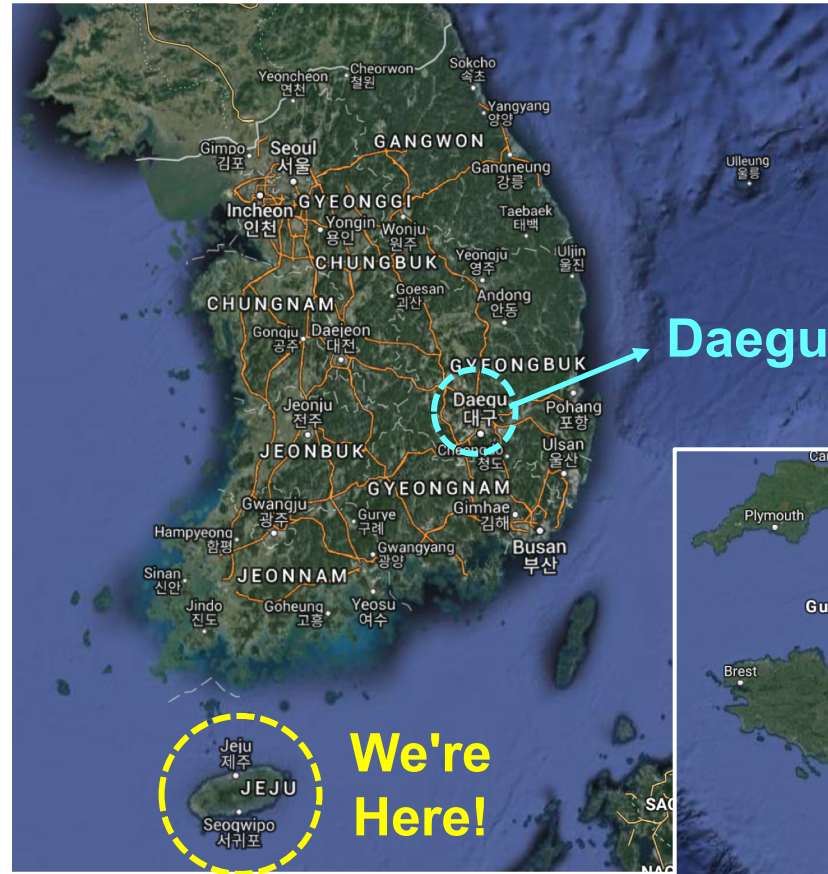 Sokcho
속초
Cheorwon
철원
Yeoncheon
연천
Yangyang
양양
GANGWON
Gimpo
김포
Seoul
서울
Ulleung
울릉
Gangneung
강릉
GYEONGGI
Incheon
인천
Taebaek
태백
Yongin
용인
Wonju
원주
Yeongju
영주
Uljin
울진
CHUNGBUK
Goesan
괴산
Andong
안동
CHUNGNAM
Gongju
공주
Daejeon
대전
Daegu
GYEONGBUK
Daegu
대구
Jeonju
전주
Pohang
포항
Ulsan
울산
JEONBUK
청도
GYEONGNAM
Gwangju
광주
Gurye
구례
Gimhae
김해
Plymouth
Hampyeong
함평
Gwangyang
광양
Busan
부산
Sinan
신안
JEONNAM
Jindo
진도
Goheung
고흥
Yeosu
여수
Gu
Brest
We're
Here!
Jeju
제주
JEJU
Seogwipo
서귀포